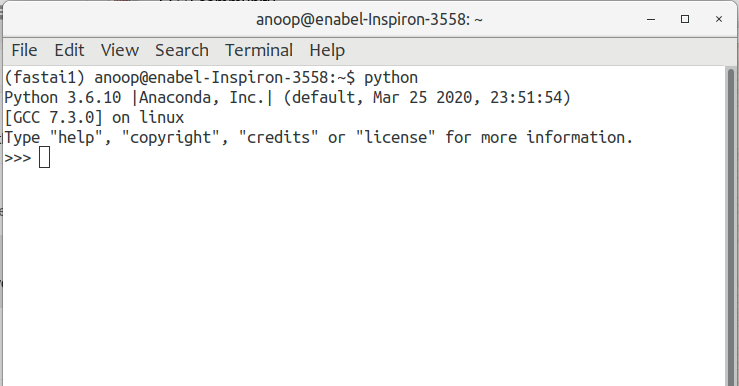 anoop@enabel-Inspiron-3558: ~
File Edit View Search Terminal Help
(fastai1) anoop@enabel-Inspiron-3558:~$ python
Python 3.6.10 |Anaconda, Inc.| (default, Mar 25 2020, 23:51:54)
[GCC 7.3.0] on linux
Type "help", "copyright", "credits" or "license" for more information.
>>>